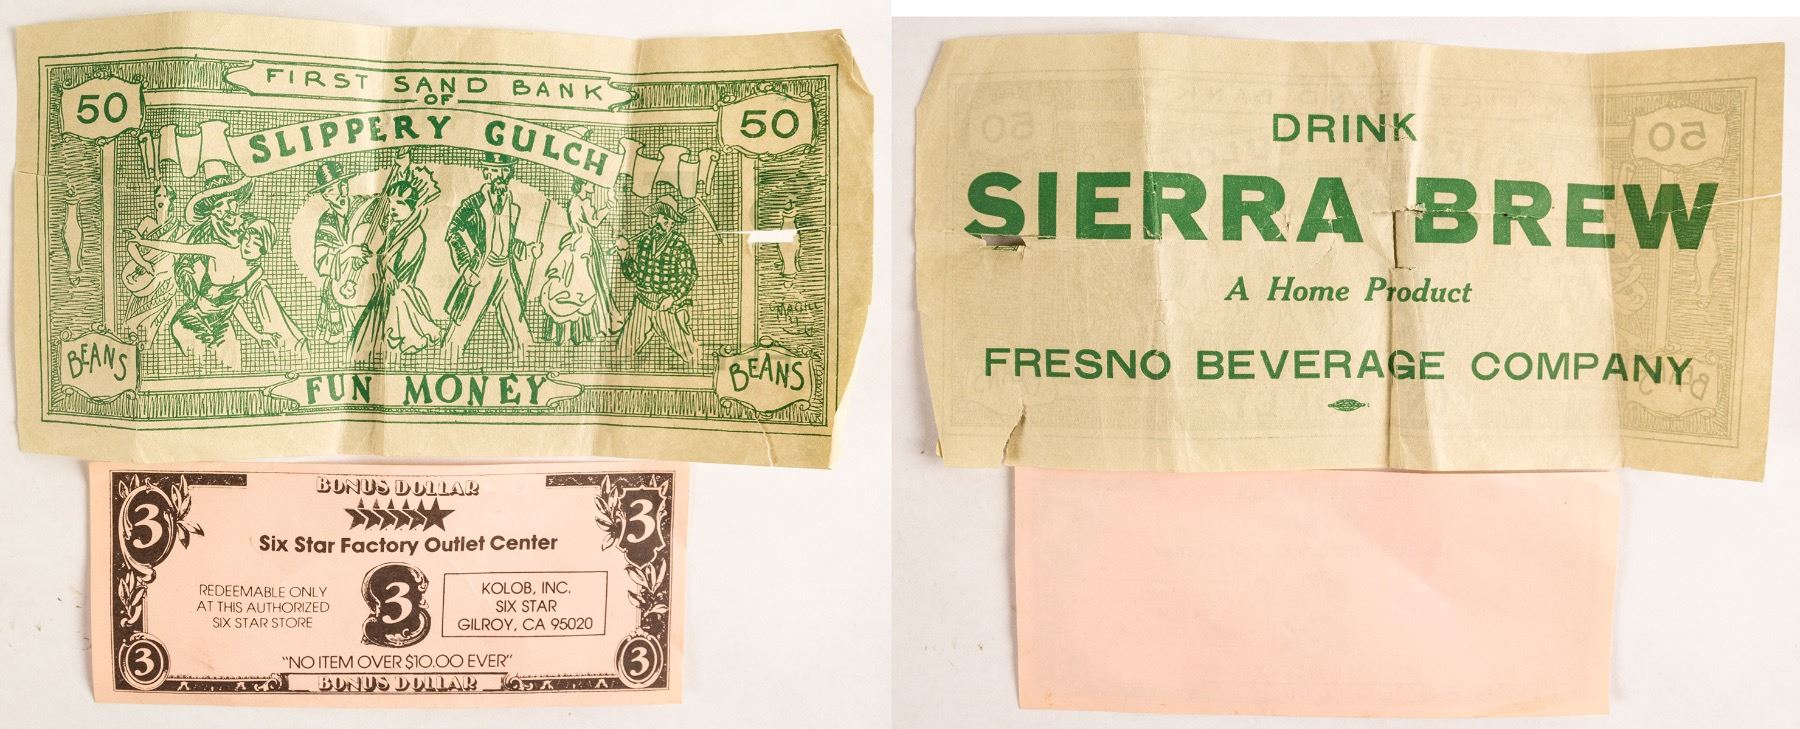 FIRST SAND BANK
OF
SLIPPERY GULCH
50
50
MAGILL
BEANS
BEANS
FUN MONEY
BONUS DOLLAR
3
3
Six Star Factory Outlet Center
REDEEMABLE ONLY
AT THIS AUTHORIZED
SIX STAR STORE
3
KOLOB, INC.
SIX STAR
GILROY, CA 95020
"NO ITEM OVER $10.00 EVER"
3
3
BONUS DOLLAR
DRINK
SIERRA BREW
A Home Product
FRESNO BEVERAGE COMPANY